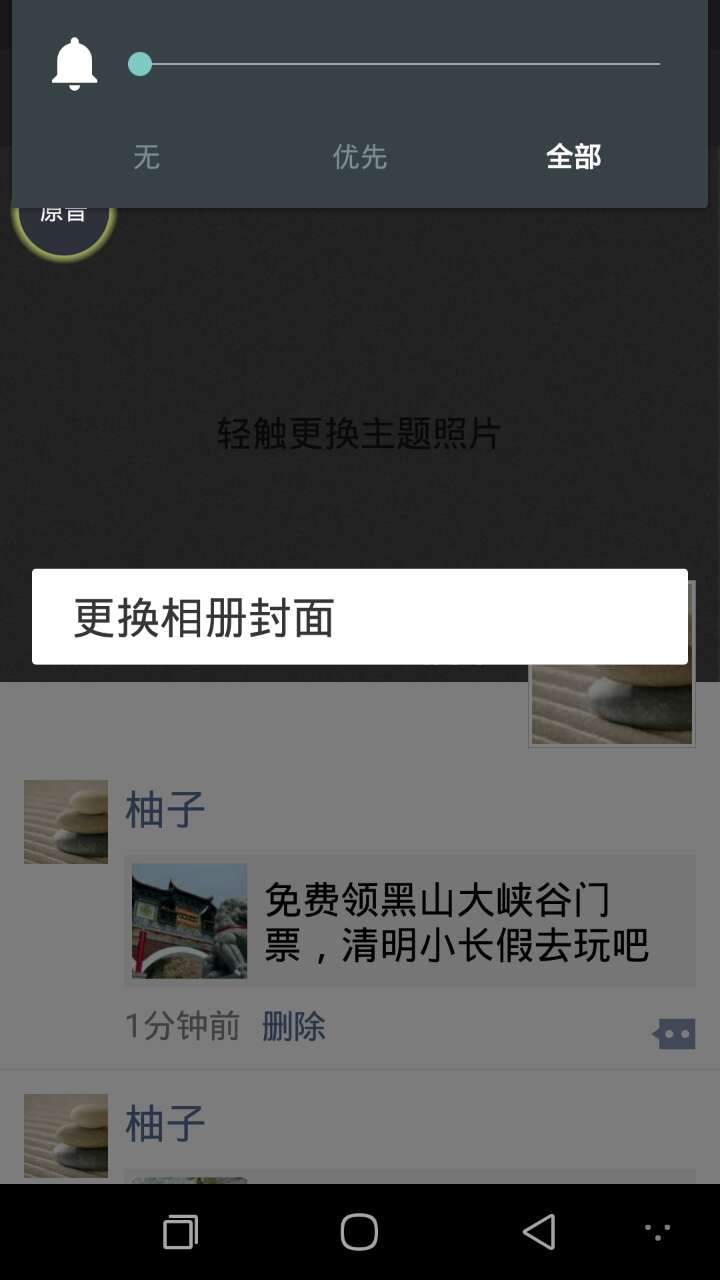 无 优先 全部
原音
轻触更换主题照片
更换相册封面
柚子
免费领黑山大峡谷门
票，清明小长假去玩吧
1分钟前 删除
柚子